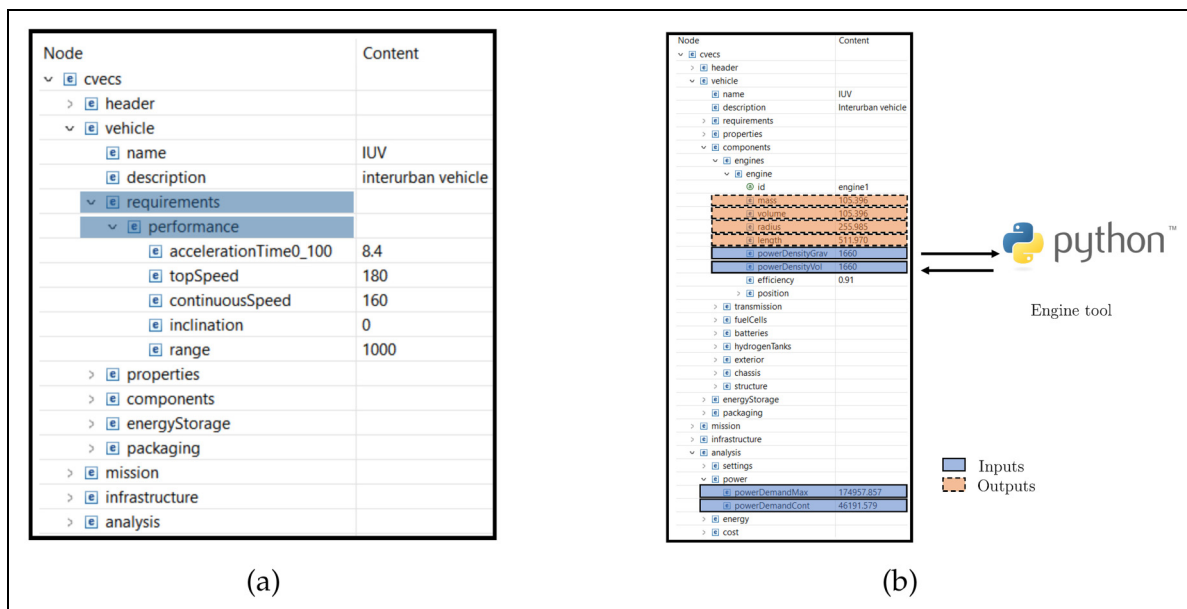 Node Content
cvecs
header
vehicle
name IUV
description interurban vehicle
requirements
performance
accelerationTime0_100 8.4
topSpeed 180
continuousSpeed 160
inclination 0
range 1000
properties
components
energyStorage
packaging
mission
infrastructure
analysis
(a)
Node Content
cvecs
header
vehicle
name IUV
description Interurban vehicle
requirements
properties
components
engines
engine
id engine1
mass 105.396
volume 105.396
radius 255.985
length 511.970
powerDensityGrav 1660
powerDensityVol 1660
efficiency 0.91
position
transmission
fuelCells
batteries
hydrogenTanks
exterior
chassis
structure
energyStorage
packaging
mission
infrastructure
analysis
settings
power
powerDemandMax 174957.857
powerDemandCont 46191.579
energy
cost
python™
Engine tool
Inputs
Outputs
(b)